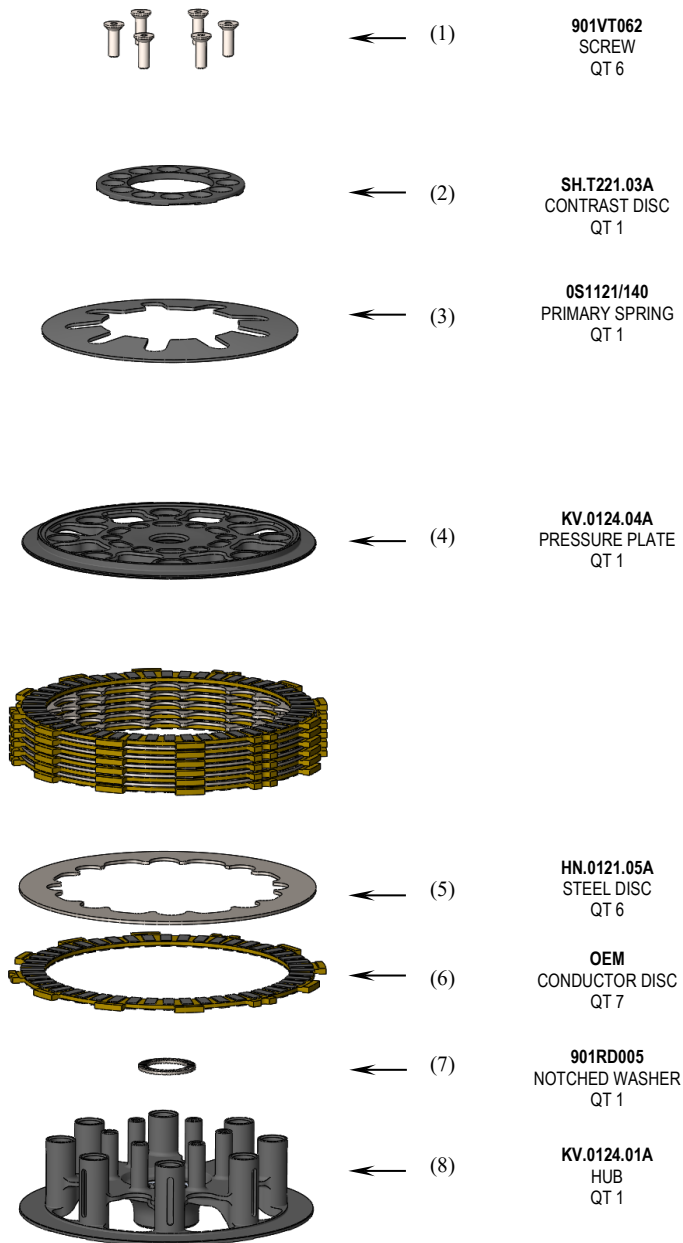 (1)
901VT062
SCREW
QT 6
(2)
SH.T221.03A
CONTRAST DISC
QT 1
(3)
0S1121/140
PRIMARY SPRING
QT 1
(4)
KV.0124.04A
PRESSURE PLATE
QT 1
(5)
HN.0121.05A
STEEL DISC
QT 6
(6)
OEM
CONDUCTOR DISC
QT 7
(7)
901RD005
NOTCHED WASHER
QT 1
(8)
KV.0124.01A
HUB
QT 1